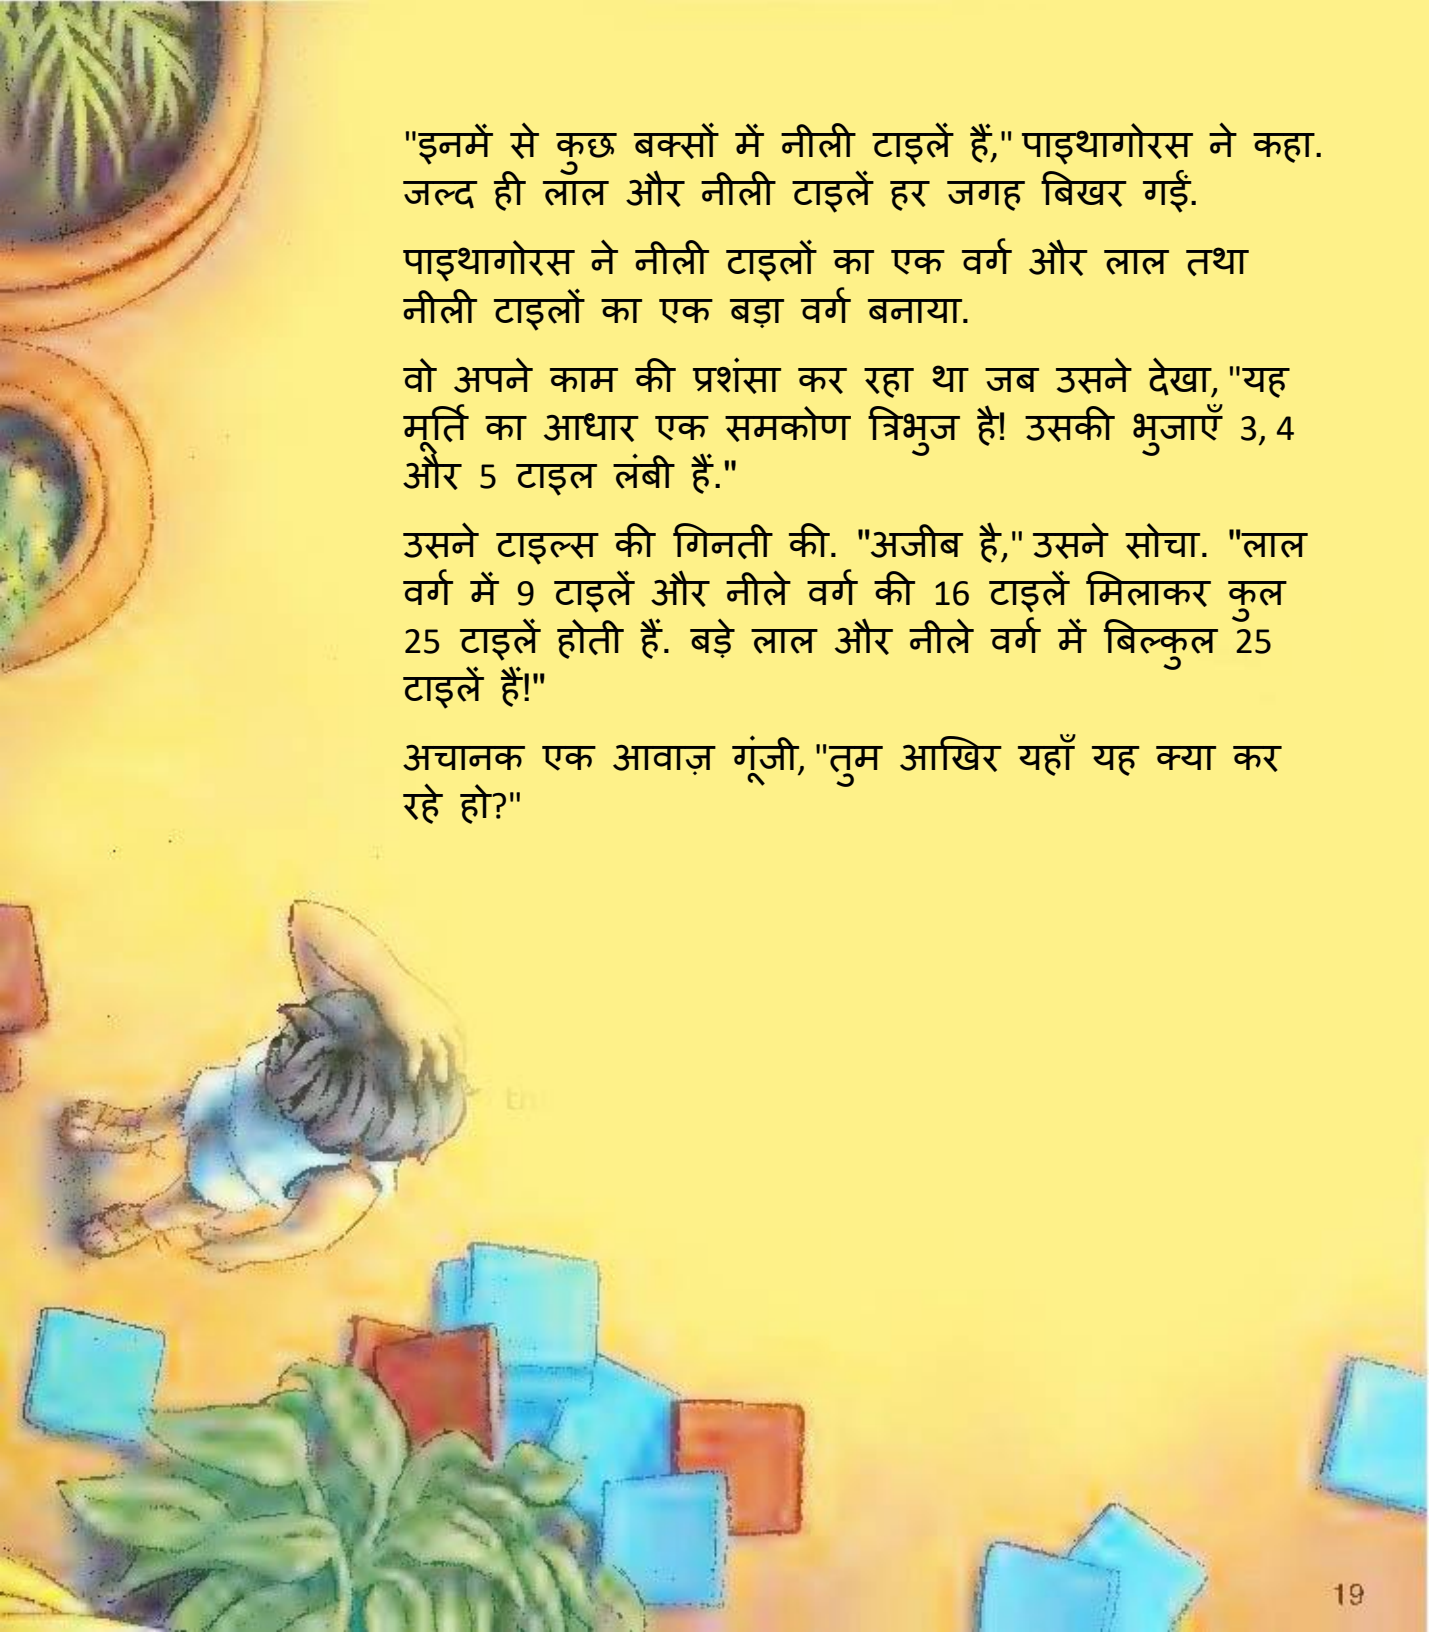 "इनमें से कुछ बक्सों में नीली टाइलें हैं," पाइथागोरस ने कहा.
जल्द ही लाल और नीली टाइलें हर जगह बिखर गईं.
पाइथागोरस ने नीली टाइलों का एक वर्ग और लाल तथा
नीली टाइलों का एक बड़ा वर्ग बनाया.
वो अपने काम की प्रशंसा कर रहा था जब उसने देखा, "यह
मूर्ति का आधार एक समकोण त्रिभुज है! उसकी भुजाएँ 3, 4
और 5 टाइल लंबी हैं."
उसने टाइल्स की गिनती की. "अजीब है," उसने सोचा. "लाल
वर्ग में 9 टाइलें और नीले वर्ग की 16 टाइलें मिलाकर कुल
25 टाइलें होती हैं. बड़े लाल और नीले वर्ग में बिल्कुल 25
टाइलें हैं!"
अचानक एक आवाज़ गूंजी, "तुम आखिर यहाँ यह क्या कर
रहे हो?"
19